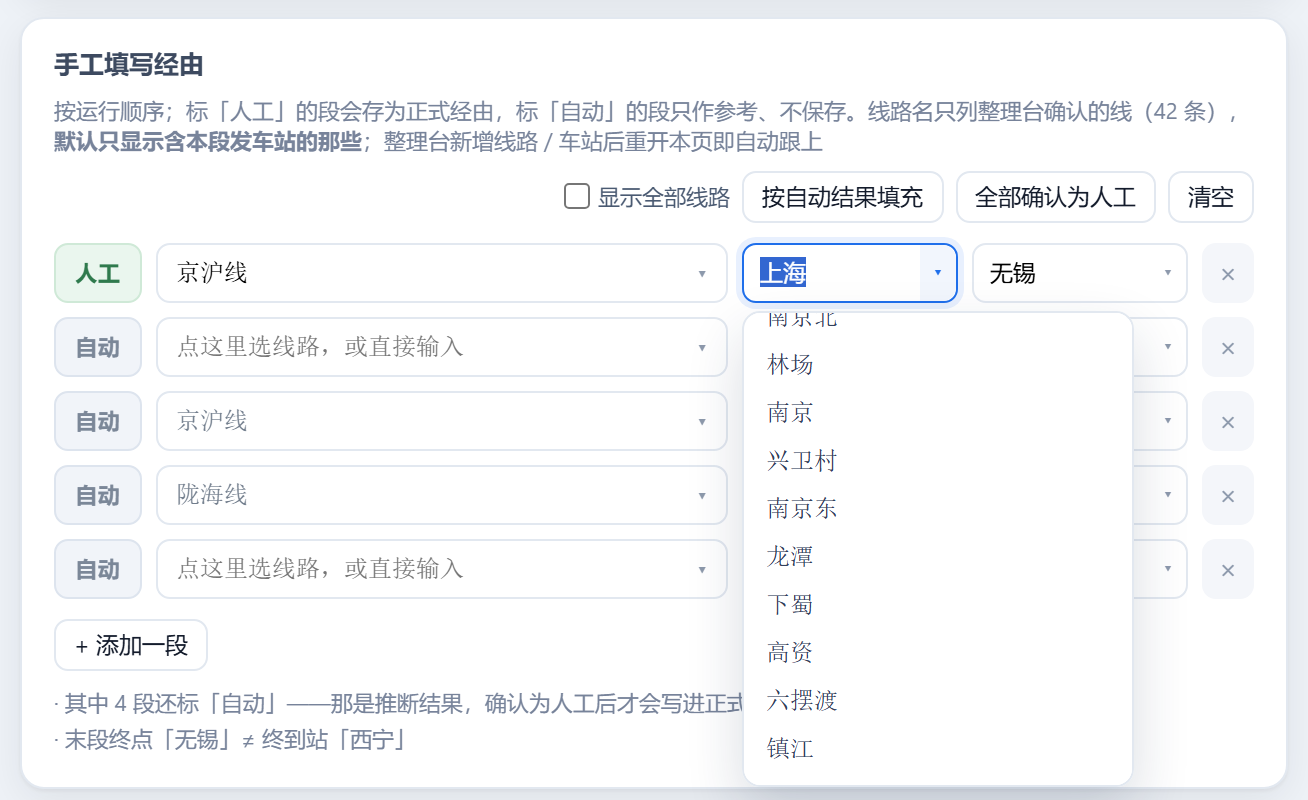 手工填写经由
按运行顺序；标「人工」的段会存为正式经由，标「自动」的段只作参考、不保存。线路名只列整理台确认的线（42 条），
默认只显示含本段发车站的那些；整理台新增线路 / 车站后重开本页即自动跟上
显示全部线路 按自动结果填充 全部确认为人工 清空
人工 京沪线 ▾ 上海 ▾ 无锡 ▾ ×
自动 点这里选线路，或直接输入 ▾ ▾ ×
自动 京沪线 ▾ ▾ ×
自动 陇海线 ▾ ▾ ×
自动 点这里选线路，或直接输入 ▾ ▾ ×
南京北
林场
南京
兴卫村
南京东
龙潭
下蜀
高资
六摆渡
镇江
+ 添加一段
· 其中 4 段还标「自动」——那是推断结果，确认为人工后才会写进正式
· 末段终点「无锡」≠ 终到站「西宁」